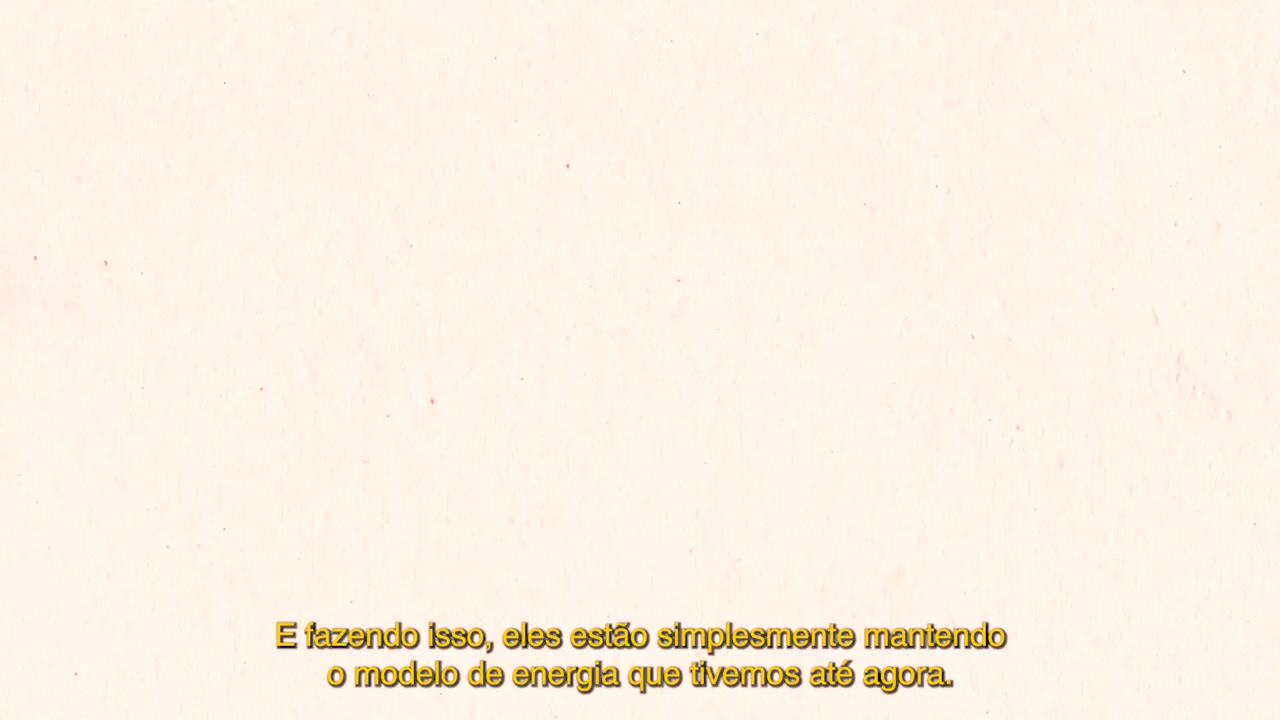 E fazendo isso, eles estão simplesmente mantendo
o modelo de energia que tivemos até agora.